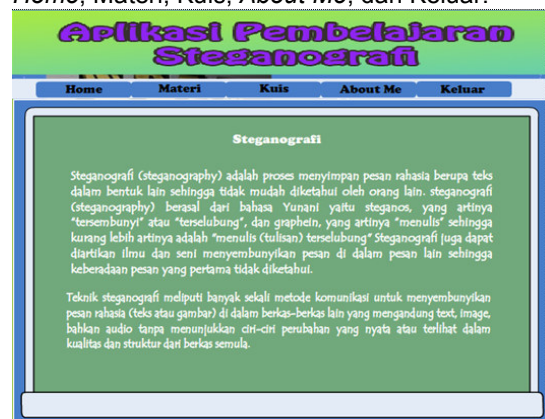 Home, Materi, Kuis, About Me, dan Keluar.
Aplikasi Pembelajaran
Steganografi
Home Materi Kuis About Me Keluar
Steganografi
Steganografi (steganography) adalah proses menyimpan pesan rahasia berupa teks
dalam bentuk lain sehingga tidak mudah diketahui oleh orang lain. steganografi
(steganography) berasal dari bahasa Yunani yaitu steganos, yang artinya
"tersembunyi" atau "terselubung", dan graphein, yang artinya "menulis" sehingga
kurang lebih artinya adalah "menulis (tulisan) terselubung" Steganografi juga dapat
diartikan ilmu dan seni menyembunyikan pesan di dalam pesan lain sehingga
keberadaan pesan yang pertama tidak diketahui.
Teknik steganografi meliputi banyak sekali metode komunikasi untuk menyembunyikan
pesan rahasia (teks atau gambar) di dalam berkas-berkas lain yang mengandung text, image,
bahkan audio tanpa menunjukkan ciri-ciri perubahan yang nyata atau terlihat dalam
kualitas dan struktur dari berkas semula.